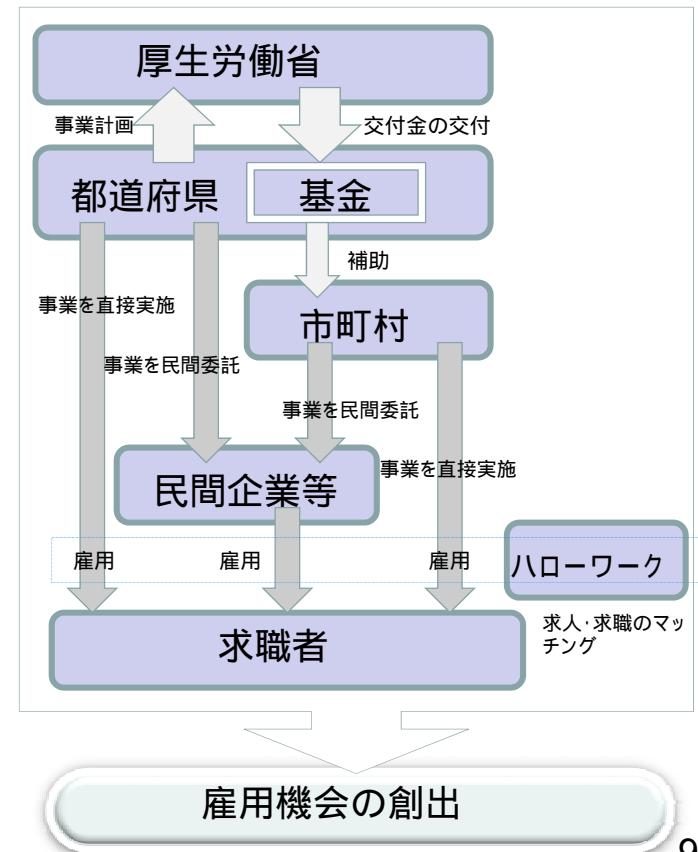 厚生労働省
事業計画
交付金の交付
都道府県
基金
補助
事業を直接実施
市町村
事業を民間委託
事業を民間委託
事業を直接実施
民間企業等
雇用
雇用
雇用
ハローワーク
求職者
求人・求職のマッ
チング
雇用機会の創出